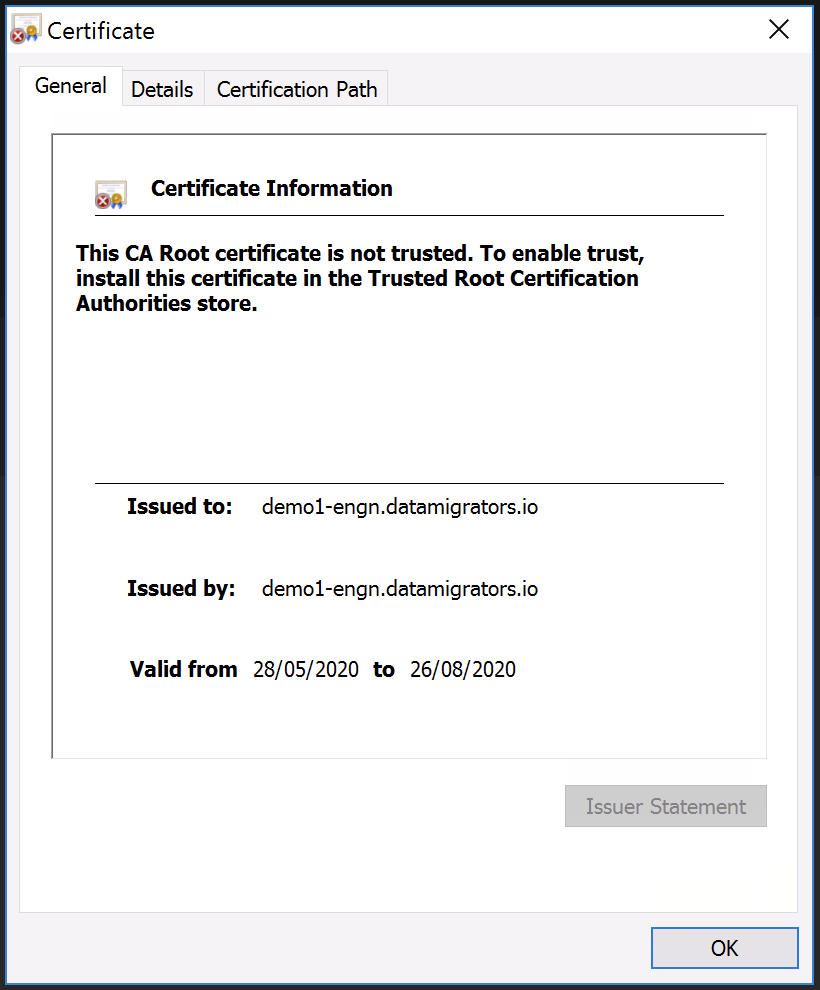 Certificate
General Details Certification Path
Certificate Information
This CA Root certificate is not trusted. To enable trust,
install this certificate in the Trusted Root Certification
Authorities store.
Issued to: demo1-engn.datamigrators.io
Issued by: demo1-engn.datamigrators.io
Valid from 28/05/2020 to 26/08/2020
Issuer Statement
OK